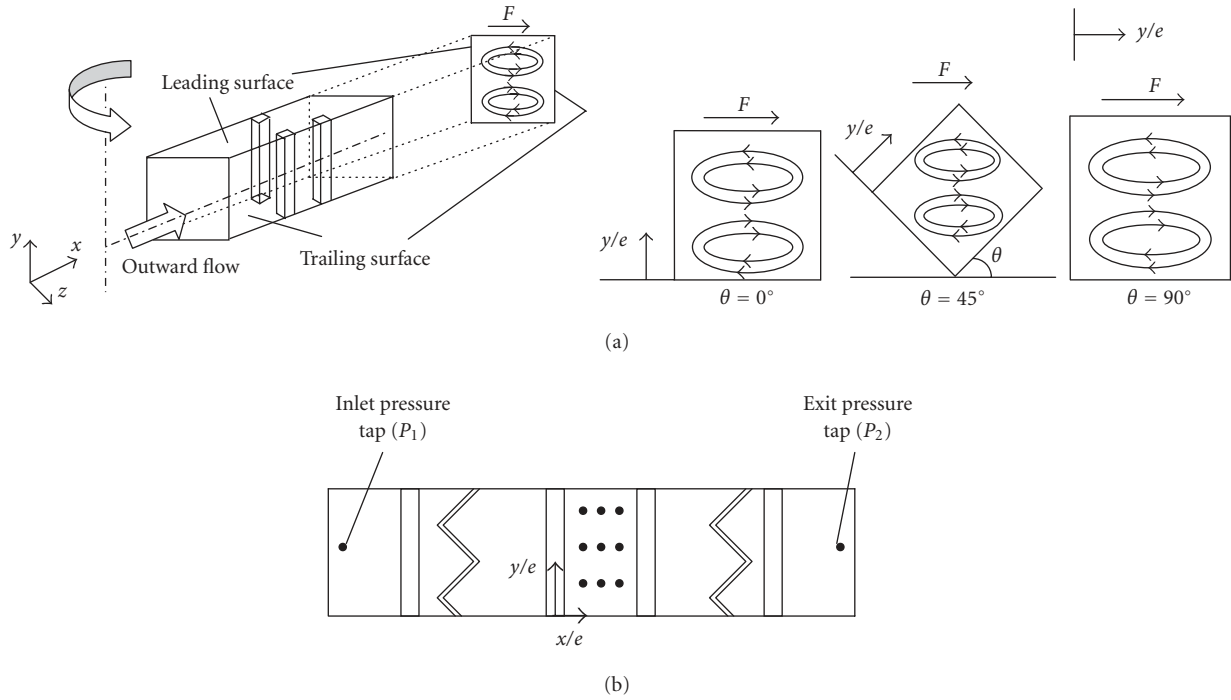 F
Leading surface
y
x
z
Outward flow
Trailing surface
y/e
F
θ = 0°
y/e
F
θ
θ = 45°
y/e
F
θ = 90°
(a)
Inlet pressure
tap (P₁)
Exit pressure
tap (P₂)
y/e
x/e
(b)